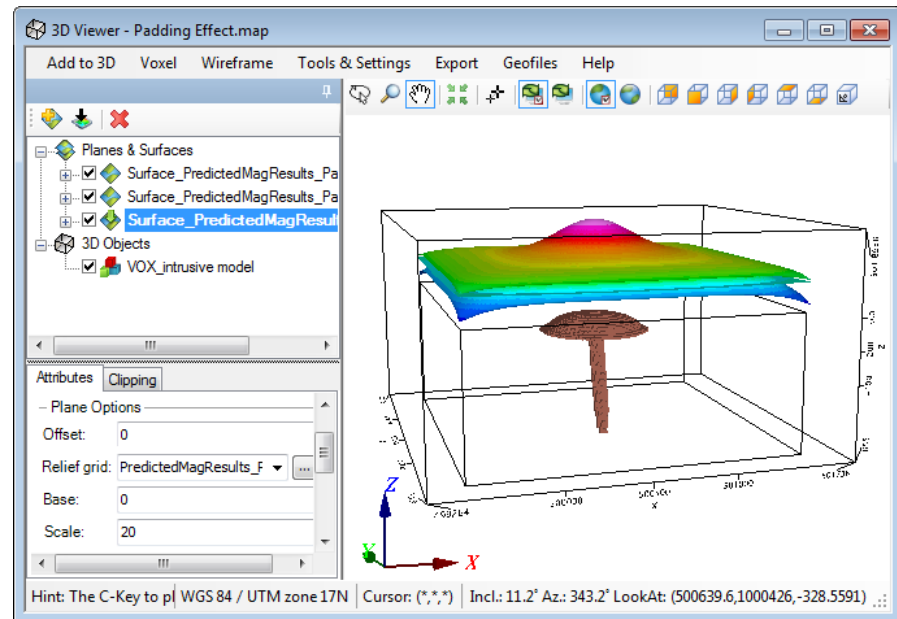 3D Viewer - Padding Effect.map
Add to 3D Voxel Wireframe Tools & Settings Export Geofiles Help
Planes & Surfaces
Surface_PredictedMagResults_Pa
Surface_PredictedMagResults_Pa
Surface_PredictedMagResul
3D Objects
VOX_intrusive model
Attributes Clipping
Plane Options
Offset: 0
Relief grid: PredictedMagResults_F ...
Base: 0
Scale: 20
X
Z
Y
X
Hint: The C-Key to pl WGS 84 / UTM zone 17N Cursor: (*,*,*) Incl.: 11.2° Az.: 343.2° LookAt: (500639.6,1000426,-328.5591)